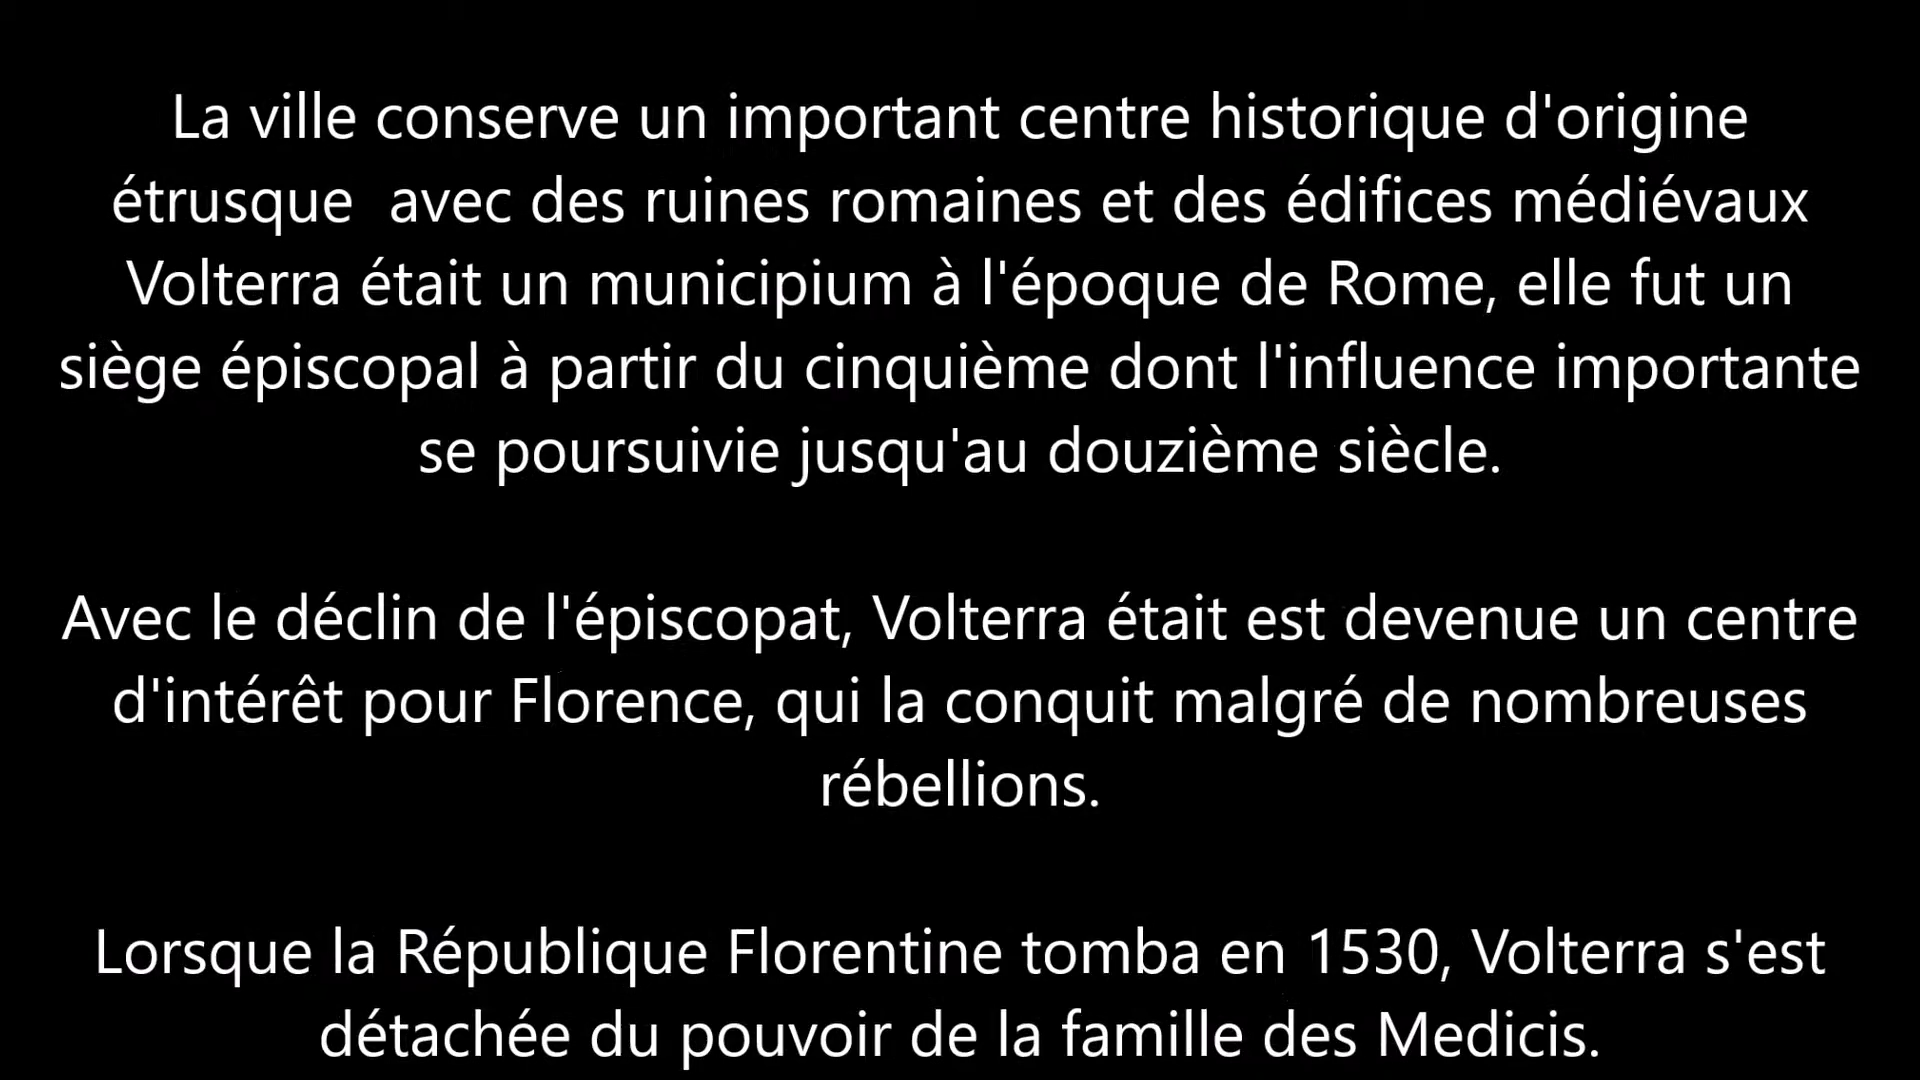 La ville conserve un important centre historique d'origine
étrusque  avec des ruines romaines et des édifices médiévaux
Volterra était un municipium à l'époque de Rome, elle fut un
siège épiscopal à partir du cinquième dont l'influence importante
se poursuivie jusqu'au douzième siècle.
Avec le déclin de l'épiscopat, Volterra était est devenue un centre
d'intérêt pour Florence, qui la conquit malgré de nombreuses
rébellions.
Lorsque la République Florentine tomba en 1530, Volterra s'est
détachée du pouvoir de la famille des Medicis.